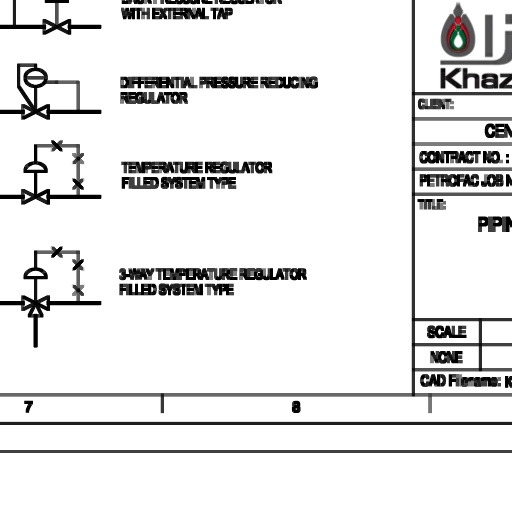 WITH EXTERNAL TAP
DIFFERENTIAL PRESSURE REDUCING
REGULATOR
TEMPERATURE REGULATOR
FILLED SYSTEM TYPE
3-WAY TEMPERATURE REGULATOR
FILLED SYSTEM TYPE
Khaz
CLIENT:
CEN
CONTRACT NO. :
PETROFAC JOB N
TITLE:
PIPIN
SCALE
NONE
CAD Filename: K
7
8